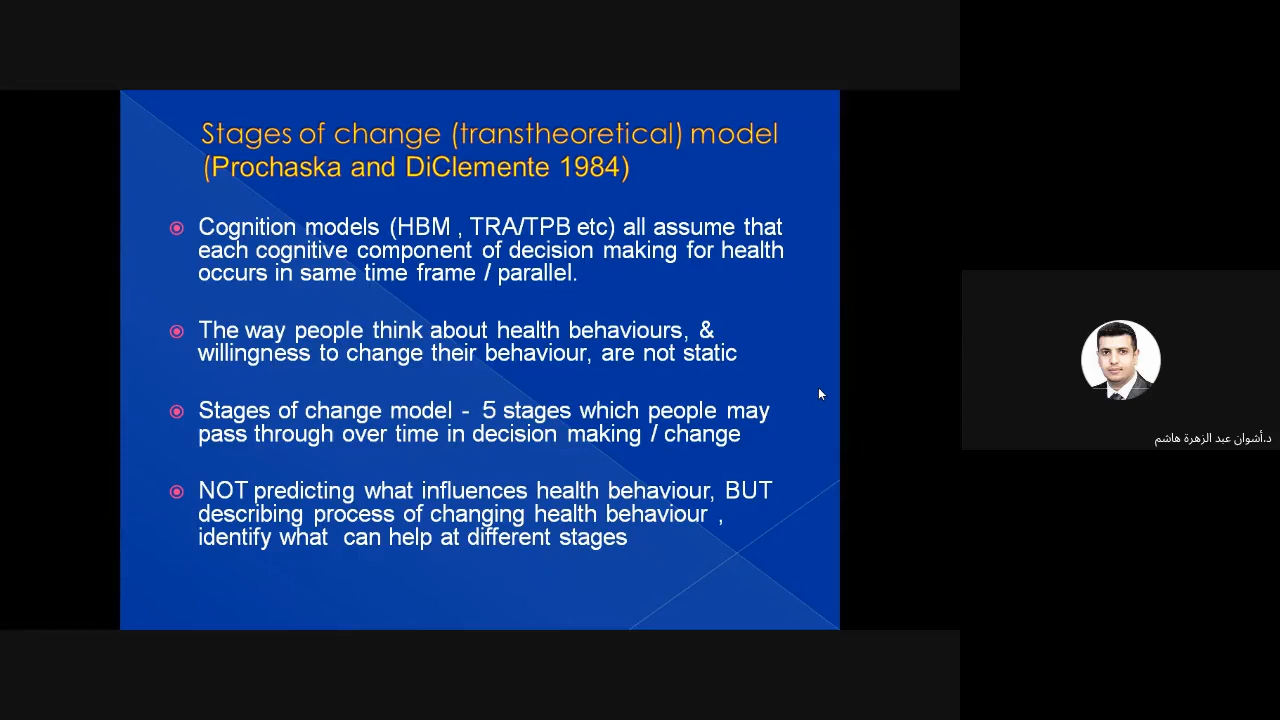 Stages of change (transtheoretical) model
(Prochaska and DiClemente 1984)
Cognition models (HBM , TRA/TPB etc) all assume that
each cognitive component of decision making for health
occurs in same time frame / parallel.
The way people think about health behaviours, &
willingness to change their behaviour, are not static
Stages of change model - 5 stages which people may
pass through over time in decision making / change
NOT predicting what influences health behaviour, BUT
describing process of changing health behaviour ,
identify what can help at different stages
د.أشوان عبد الزهرة هاشم